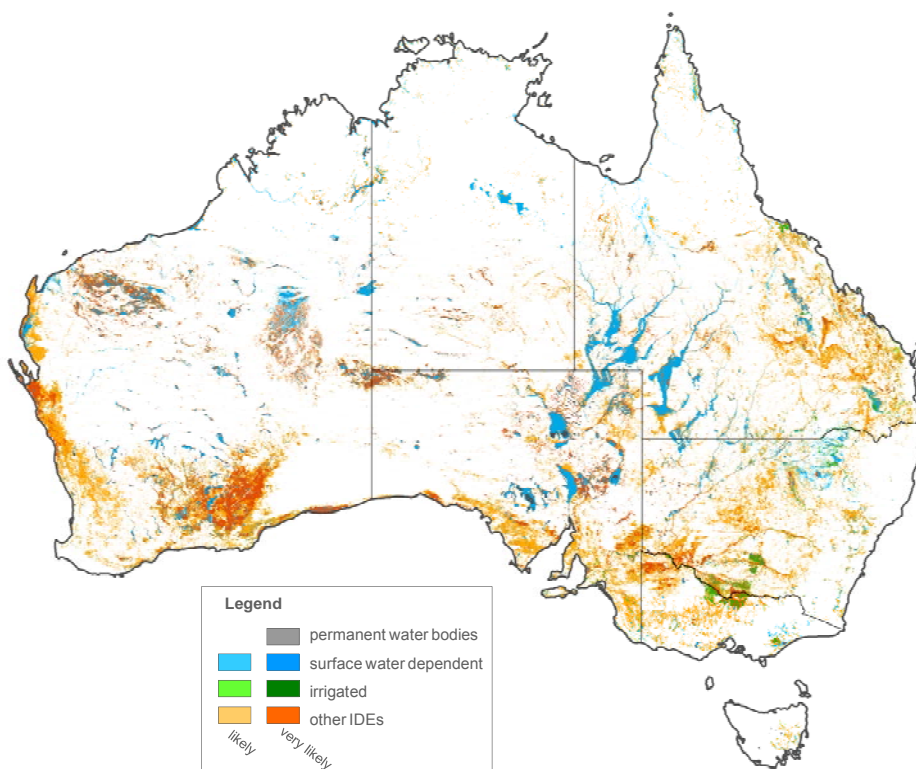 Legend
permanent water bodies
surface water dependent
irrigated
other IDEs
likely
very likely